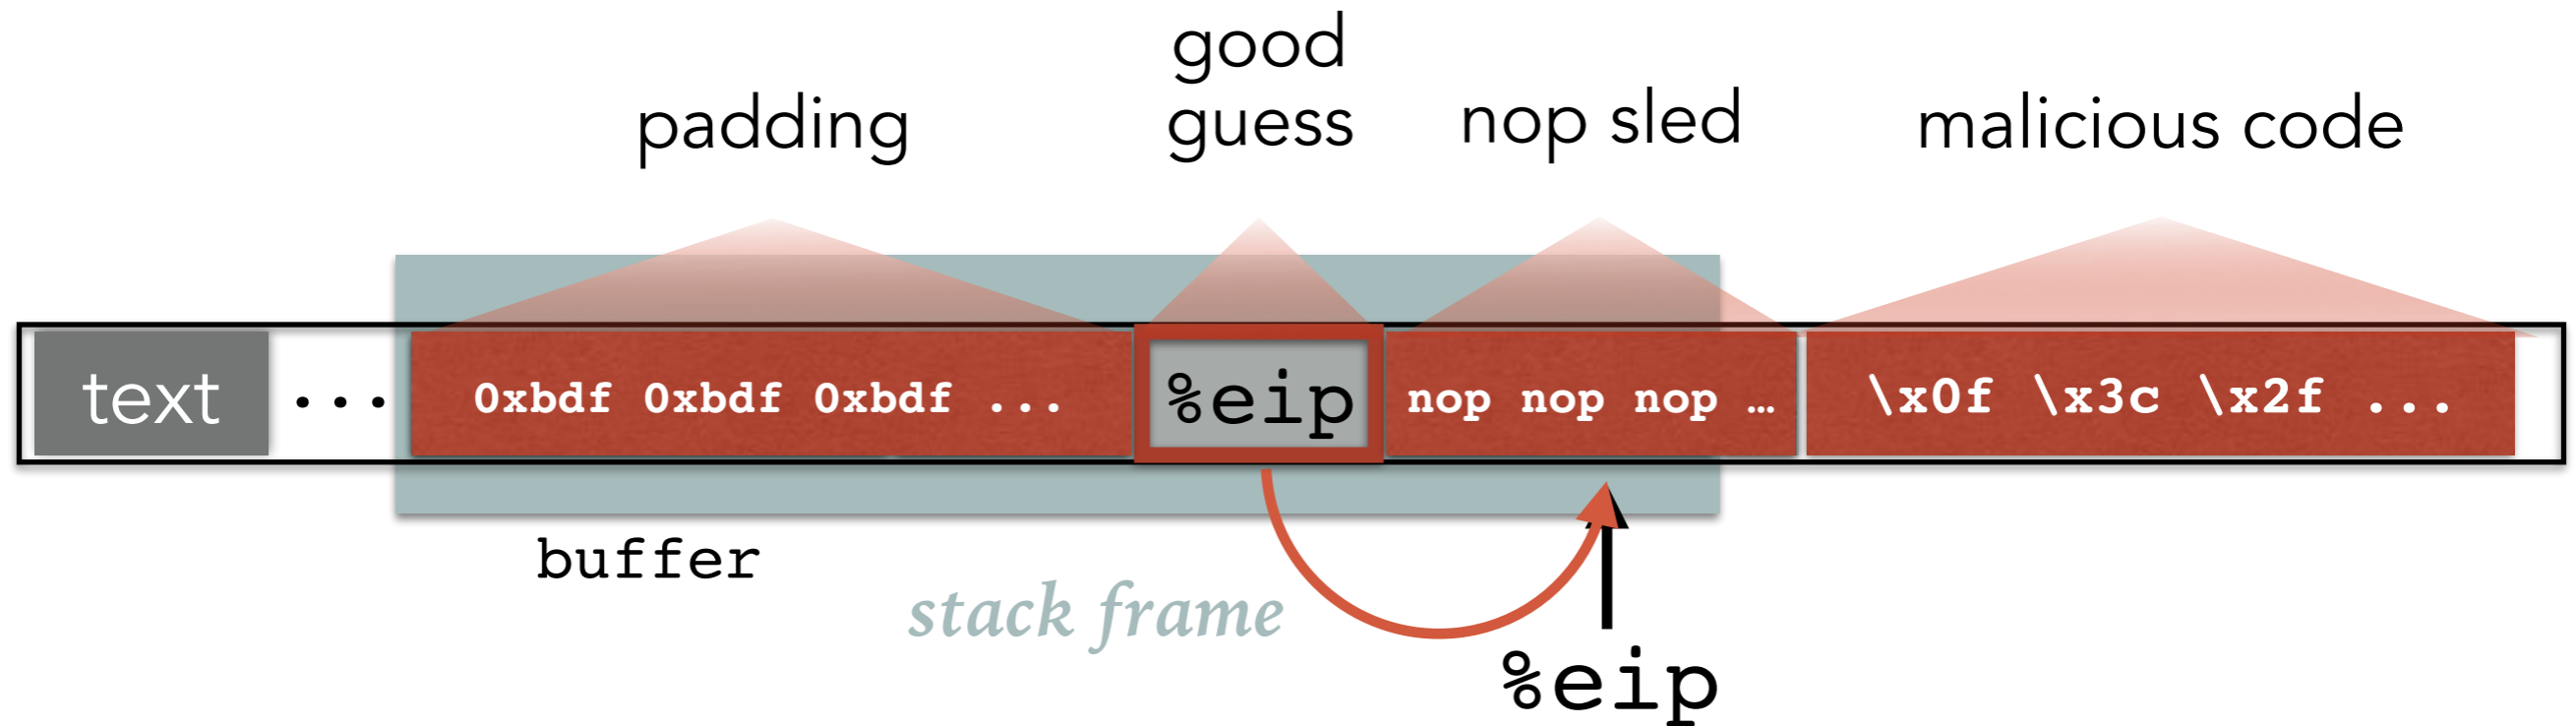 good
guess
padding
nop sled
malicious code
text ... 0xbdf 0xbdf 0xbdf ... %eip nop nop nop … \x0f \x3c \x2f ...
buffer
stack frame
%eip